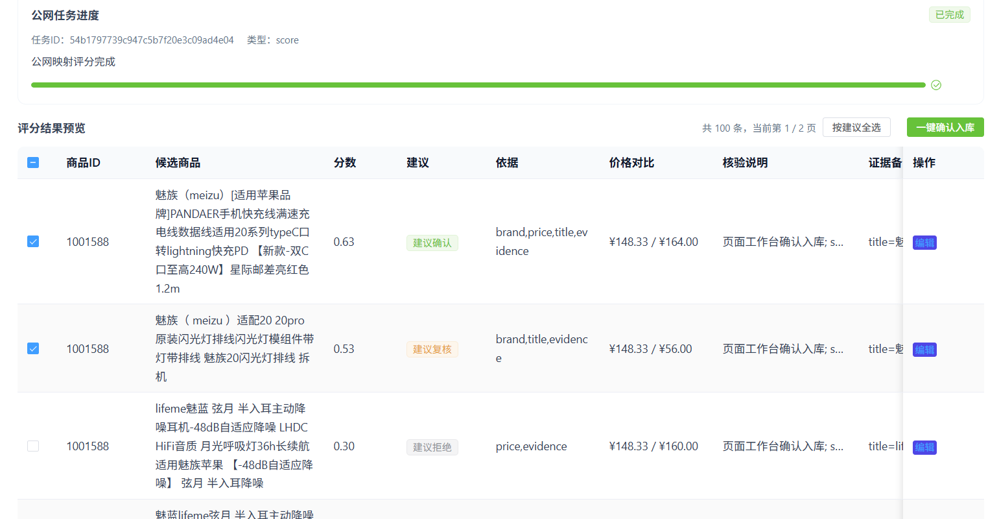 公网任务进度
已完成
任务ID：54b1797739c947c5b7f20e3c09ad4e04 类型：score
公网映射评分完成
评分结果预览
共 100 条，当前第 1 / 2 页
按建议全选
一键确认入库
商品ID 候选商品 分数 建议 依据 价格对比 核验说明 证据备 操作
魅族（meizu）[适用苹果品
牌]PANDAER手机快充线满速充
电线数据线适用20系列typeC口
转lightning快充PD 【新款-双C
口至高240W】星际邮差亮红色
1.2m
1001588
0.63
建议确认
brand,price,title,ev
idence
¥148.33 / ¥164.00
页面工作台确认入库; s...
title=魅
编辑
魅族（ meizu ）适配20 20pro
原装闪光灯排线闪光灯模组件带
灯带排线 魅族20闪光灯排线 拆
机
1001588
0.53
建议复核
brand,title,evidenc
e
¥148.33 / ¥56.00
页面工作台确认入库; s...
title=魅
编辑
lifeme魅蓝 弦月 半入耳主动降
噪耳机-48dB自适应降噪 LHDC
HiFi音质 月光呼吸灯36h长续航
适用魅族苹果 【-48dB自适应降
噪】 弦月 半入耳降噪
1001588
0.30
建议拒绝
price,evidence
¥148.33 / ¥160.00
页面工作台确认入库; s...
title=lif
编辑
魅蓝lifeme弦月 半入耳主动降噪